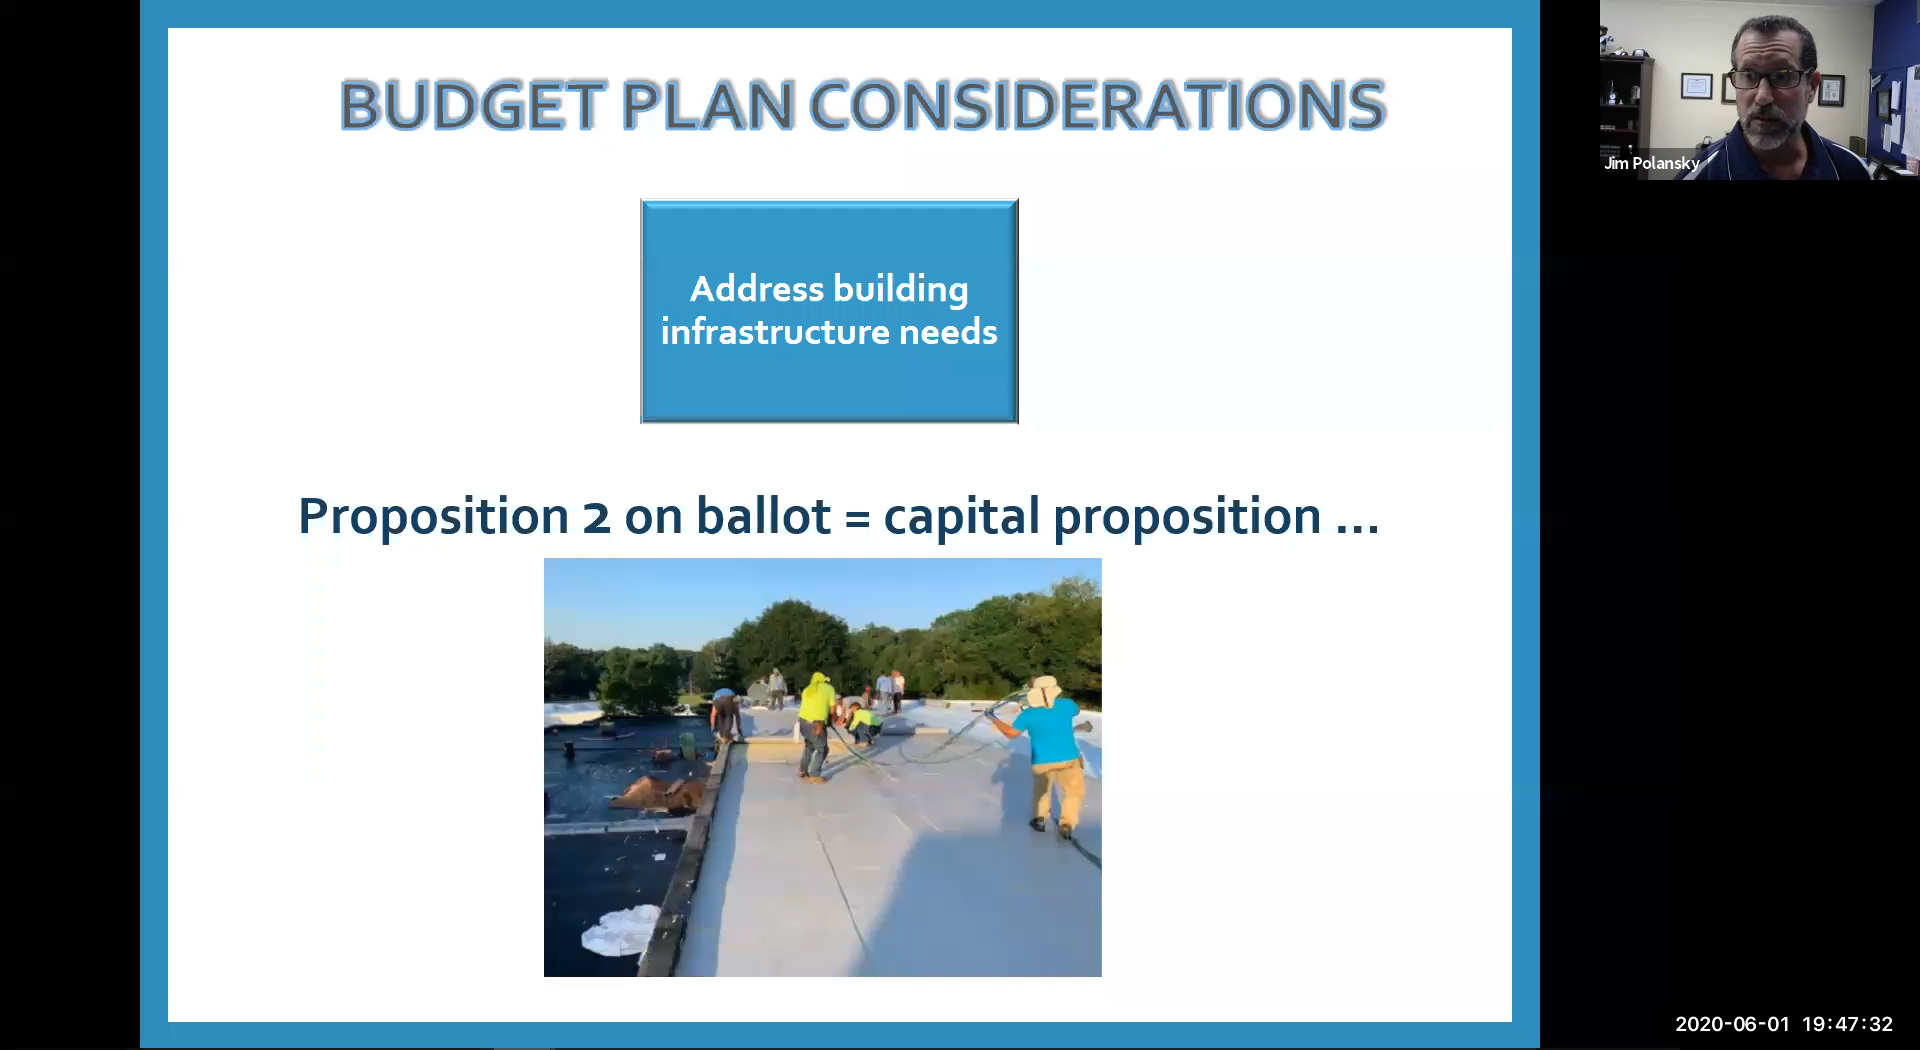 BUDGET PLAN CONSIDERATIONS
Address building
infrastructure needs
Proposition 2 on ballot = capital proposition ...
Jim Polansky
2020-06-01 19:47:32